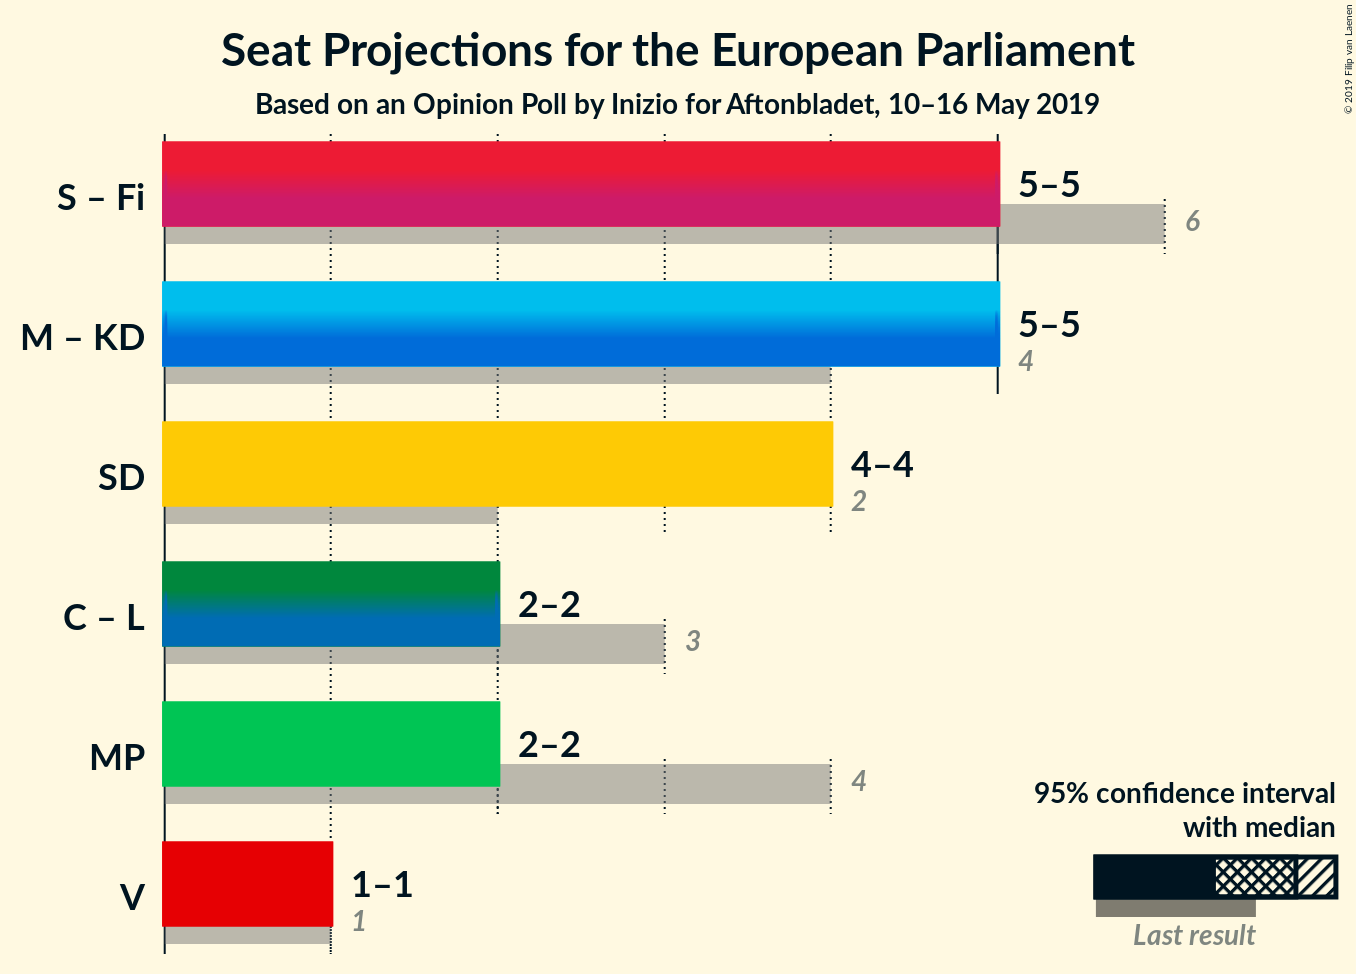 Seat Projections for the European Parliament
Based on an Opinion Poll by Inizio for Aftonbladet, 10–16 May 2019
© 2019 Filip van Laenen
S – Fi
5–5
6
M – KD
5–5
4
SD
4–4
2
C – L
2–2
3
MP
2–2
4
V
1–1
1
95% confidence interval
with median
Last result